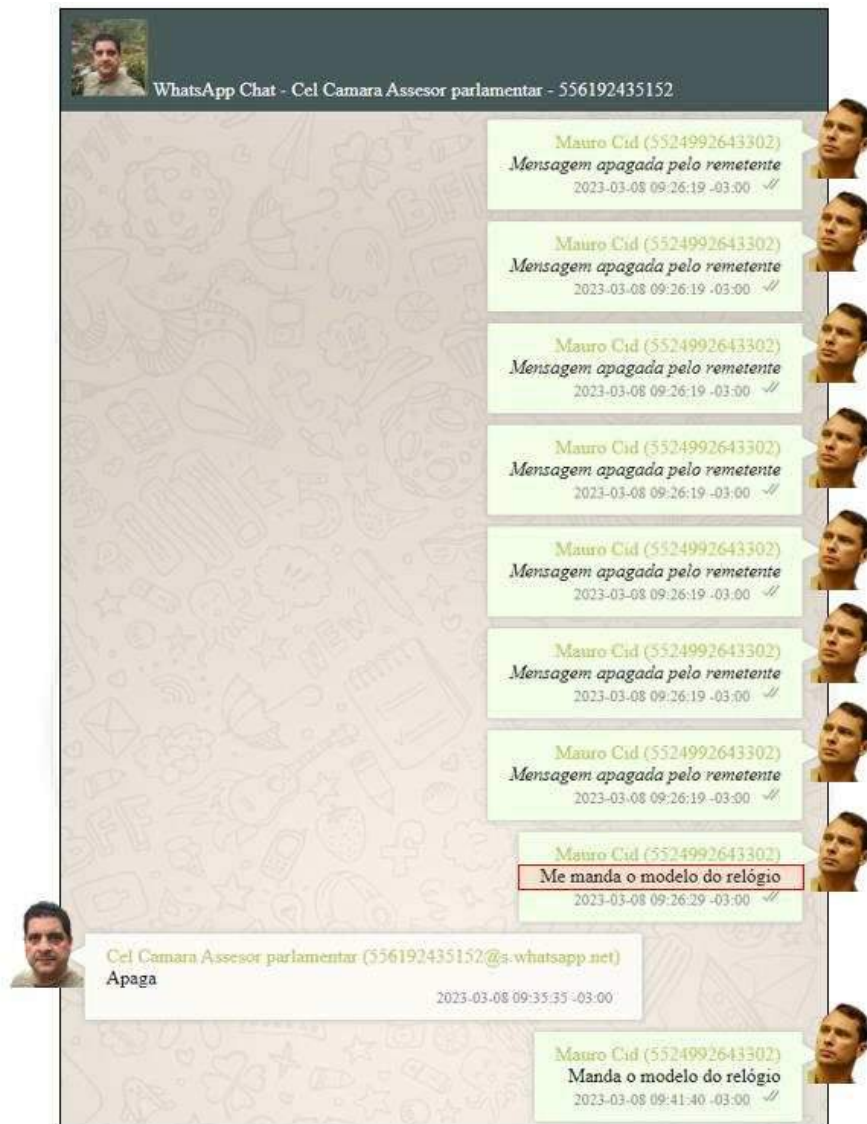 WhatsApp Chat - Cel Camara Assesor parlamentar - 556192435152
Mauro Cid (5524992643302)
Mensagem apagada pelo remetente
2023-03-08 09:26:19 -03:00
Mauro Cid (5524992643302)
Mensagem apagada pelo remetente
2023-03-08 09:26:19 -03:00
Mauro Cid (5524992643302)
Mensagem apagada pelo remetente
2023-03-08 09:26:19 -03:00
Mauro Cid (5524992643302)
Mensagem apagada pelo remetente
2023-03-08 09:26:19 -03:00
Mauro Cid (5524992643302)
Mensagem apagada pelo remetente
2023-03-08 09:26:19 -03:00
Mauro Cid (5524992643302)
Mensagem apagada pelo remetente
2023-03-08 09:26:19 -03:00
Mauro Cid (5524992643302)
Mensagem apagada pelo remetente
2023-03-08 09:26:19 -03:00
Mauro Cid (5524992643302)
Me manda o modelo do relógio
2023-03-08 09:26:29 -03:00
Cel Camara Assesor parlamentar (556192435152@s.whatsapp.net)
Apaga
2023-03-08 09:35:35 -03:00
Mauro Cid (5524992643302)
Manda o modelo do relógio
2023-03-08 09:41:40 -03:00